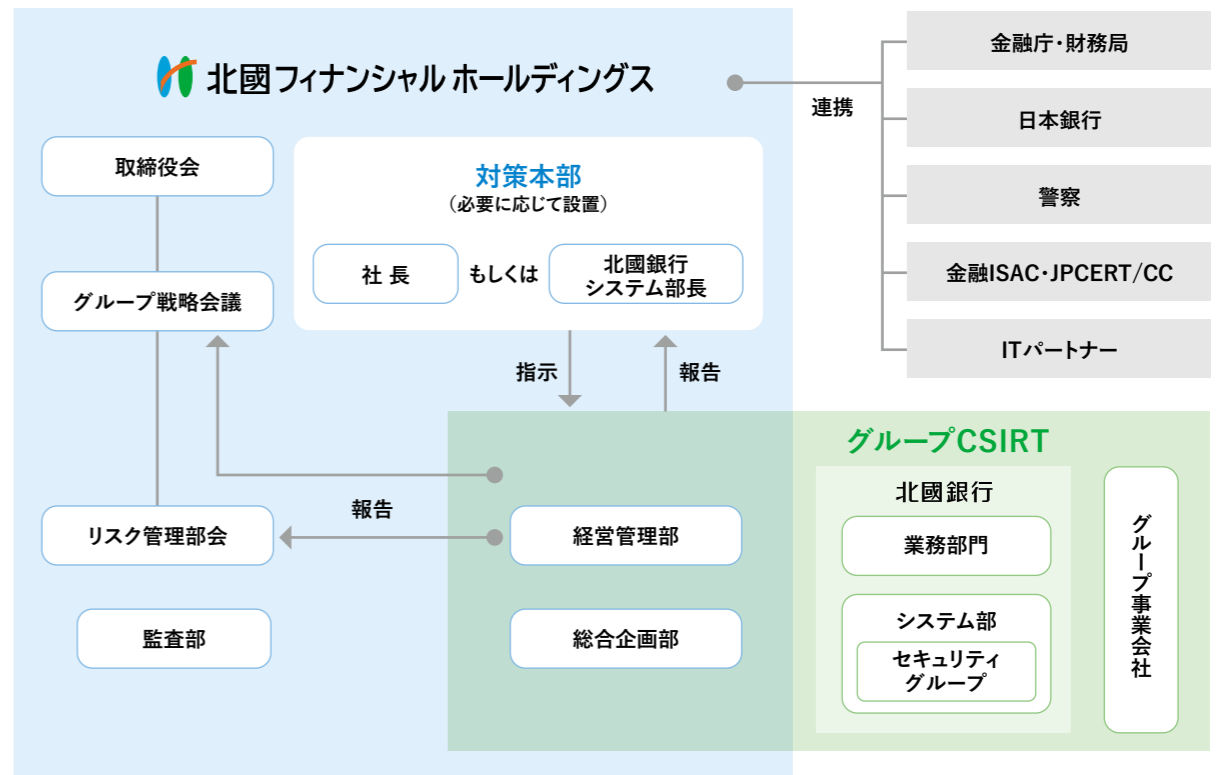 北國フィナンシャルホールディングス
連携
金融庁・財務局
日本銀行
警察
金融ISAC・JPCERT/CC
ITパートナー
取締役会
グループ戦略会議
対策本部
（必要に応じて設置）
社長
もしくは
北國銀行
システム部長
指示
報告
グループCSIRT
北國銀行
業務部門
システム部
セキュリティ
グループ
グループ事業会社
リスク管理部会
報告
経営管理部
監査部
総合企画部